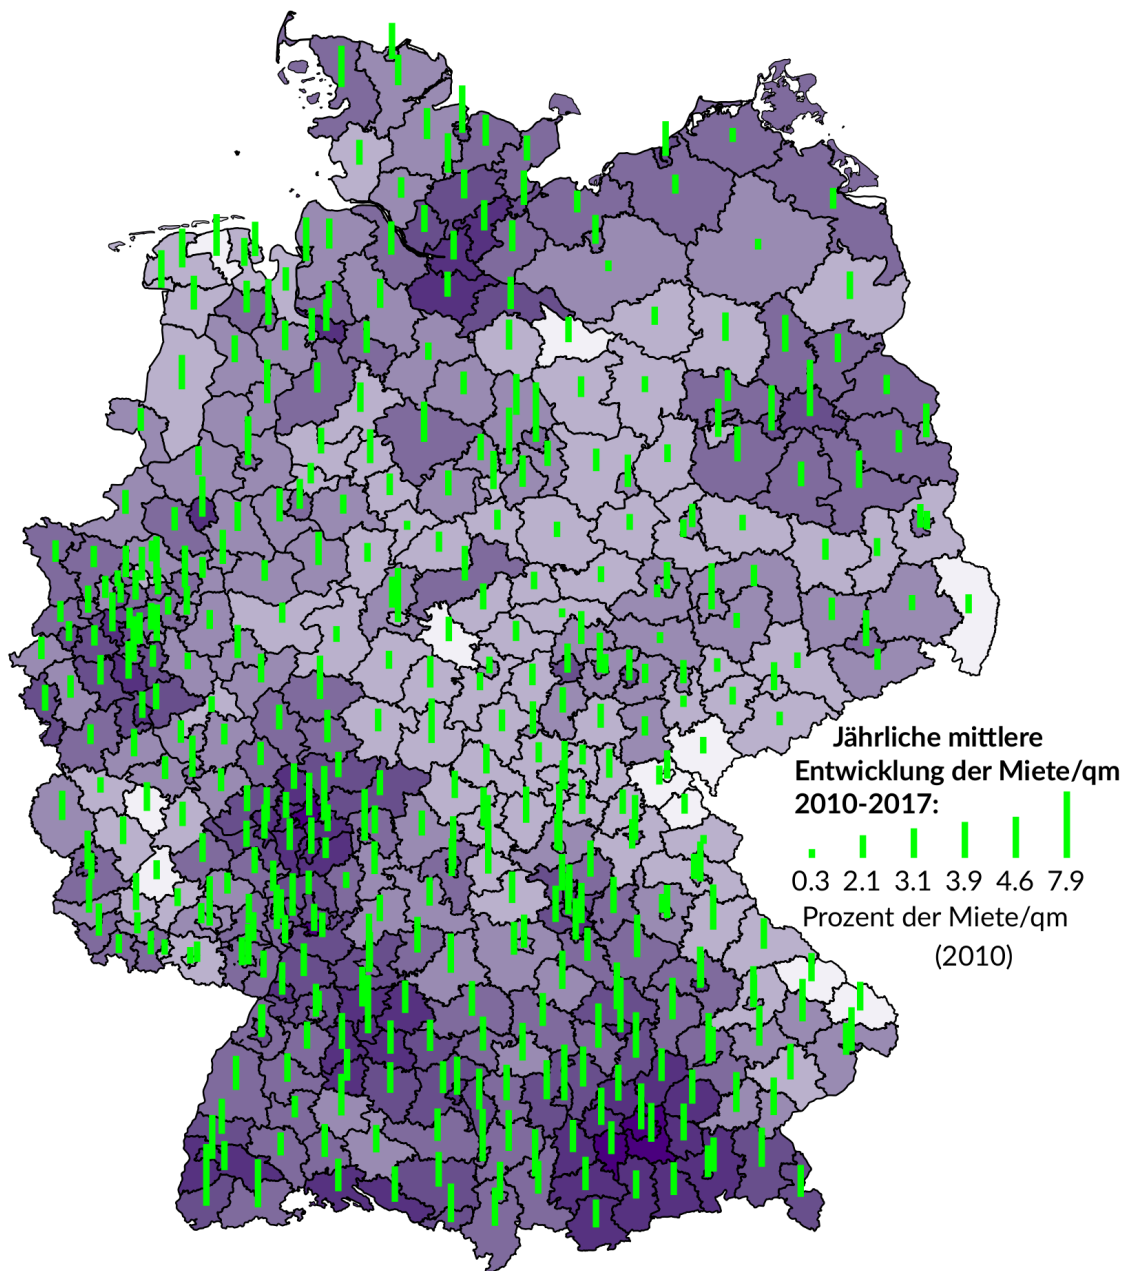 Jährliche mittlere
Entwicklung der Miete/qm
2010-2017:
0.3 2.1 3.1 3.9 4.6 7.9
Prozent der Miete/qm
(2010)